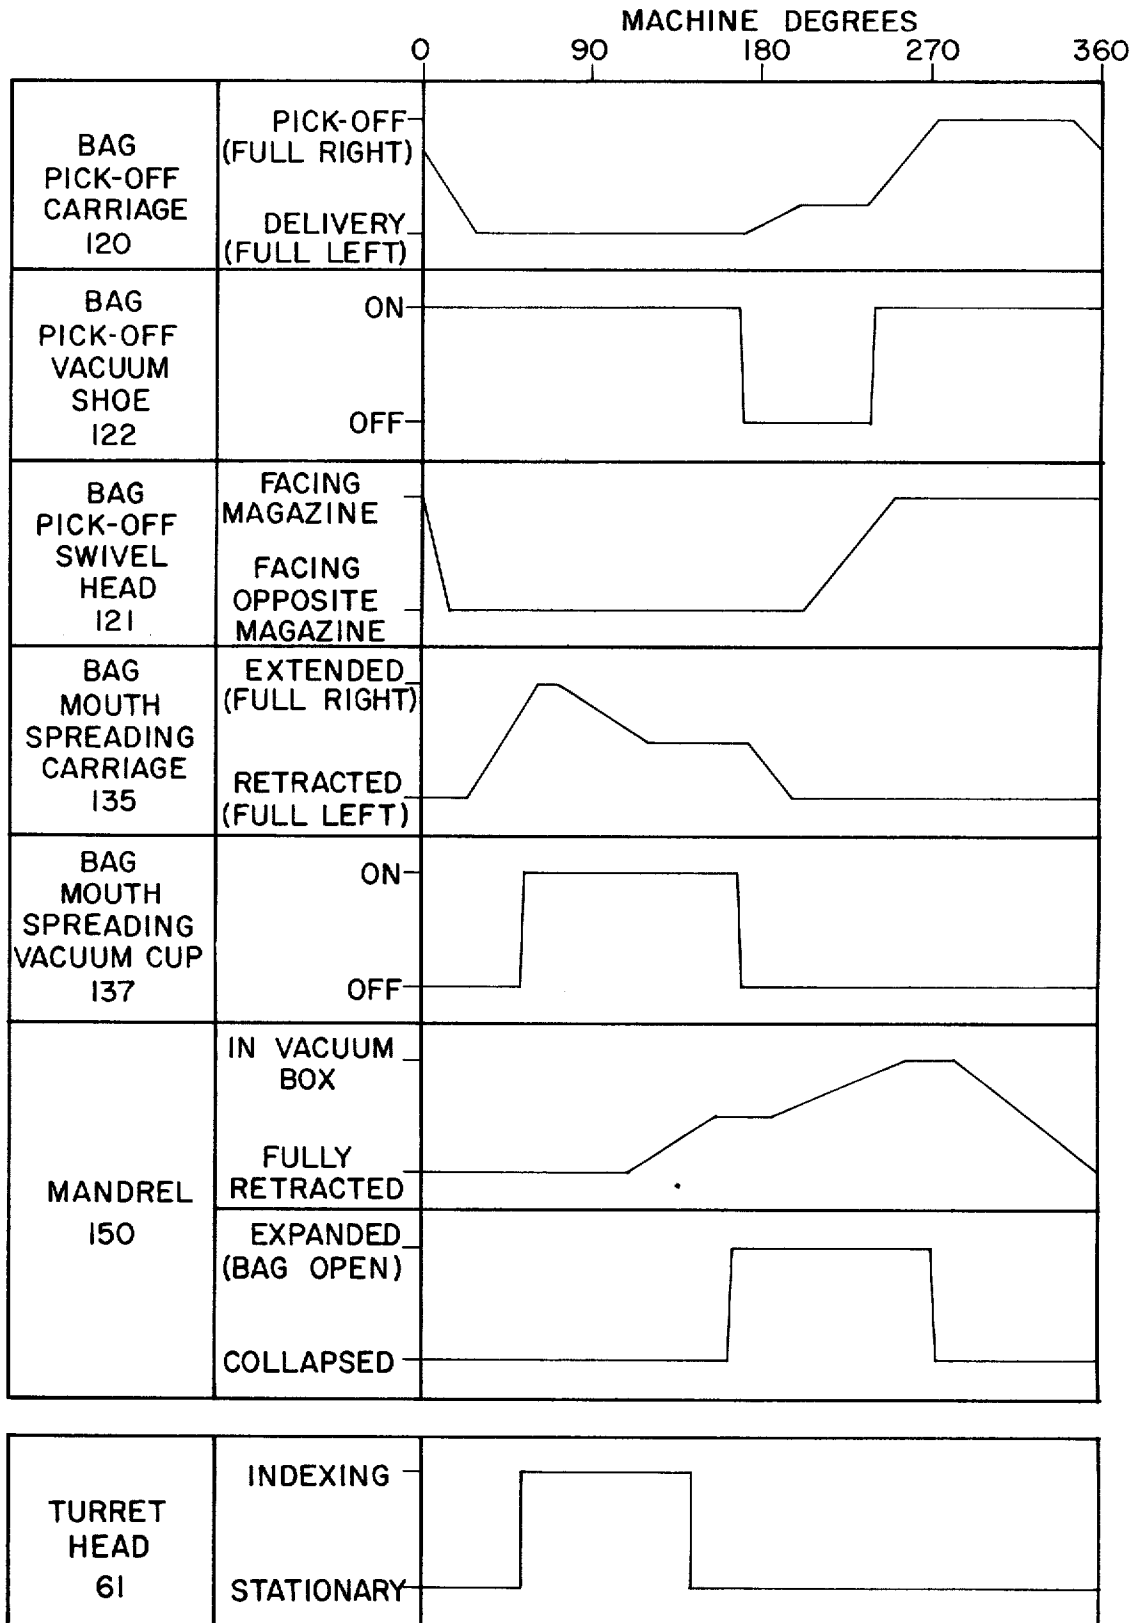 MACHINE DEGREES
0 90 180 270 360
BAG
PICK-OFF
CARRIAGE
120
PICK-OFF
(FULL RIGHT)
DELIVERY
(FULL LEFT)
BAG
PICK-OFF
VACUUM
SHOE
122
ON
OFF
BAG
PICK-OFF
SWIVEL
HEAD
121
FACING
MAGAZINE
FACING
OPPOSITE
MAGAZINE
BAG
MOUTH
SPREADING
CARRIAGE
135
EXTENDED
(FULL RIGHT)
RETRACTED
(FULL LEFT)
BAG
MOUTH
SPREADING
VACUUM CUP
137
ON
OFF
MANDREL
150
IN VACUUM
BOX
FULLY
RETRACTED
EXPANDED
(BAG OPEN)
COLLAPSED
TURRET
HEAD
61
INDEXING
STATIONARY